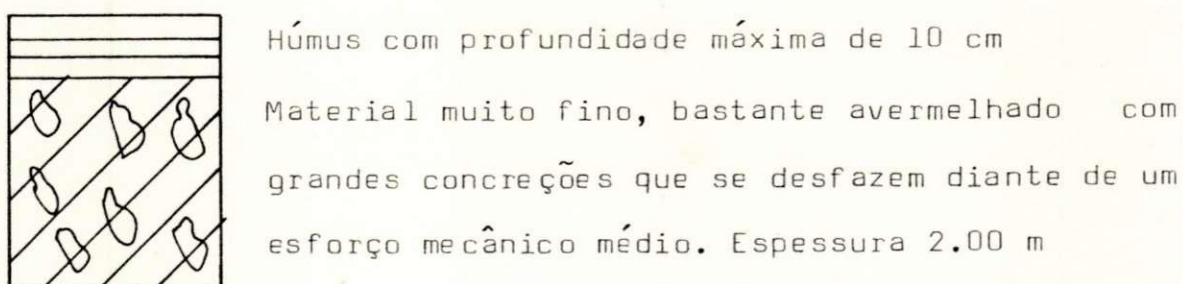 Húmus com profundidade máxima de 10 cm
Material muito fino, bastante avermelhado com
grandes concreções que se desfazem diante de um
esforço mecânico médio. Espessura 2.00 m